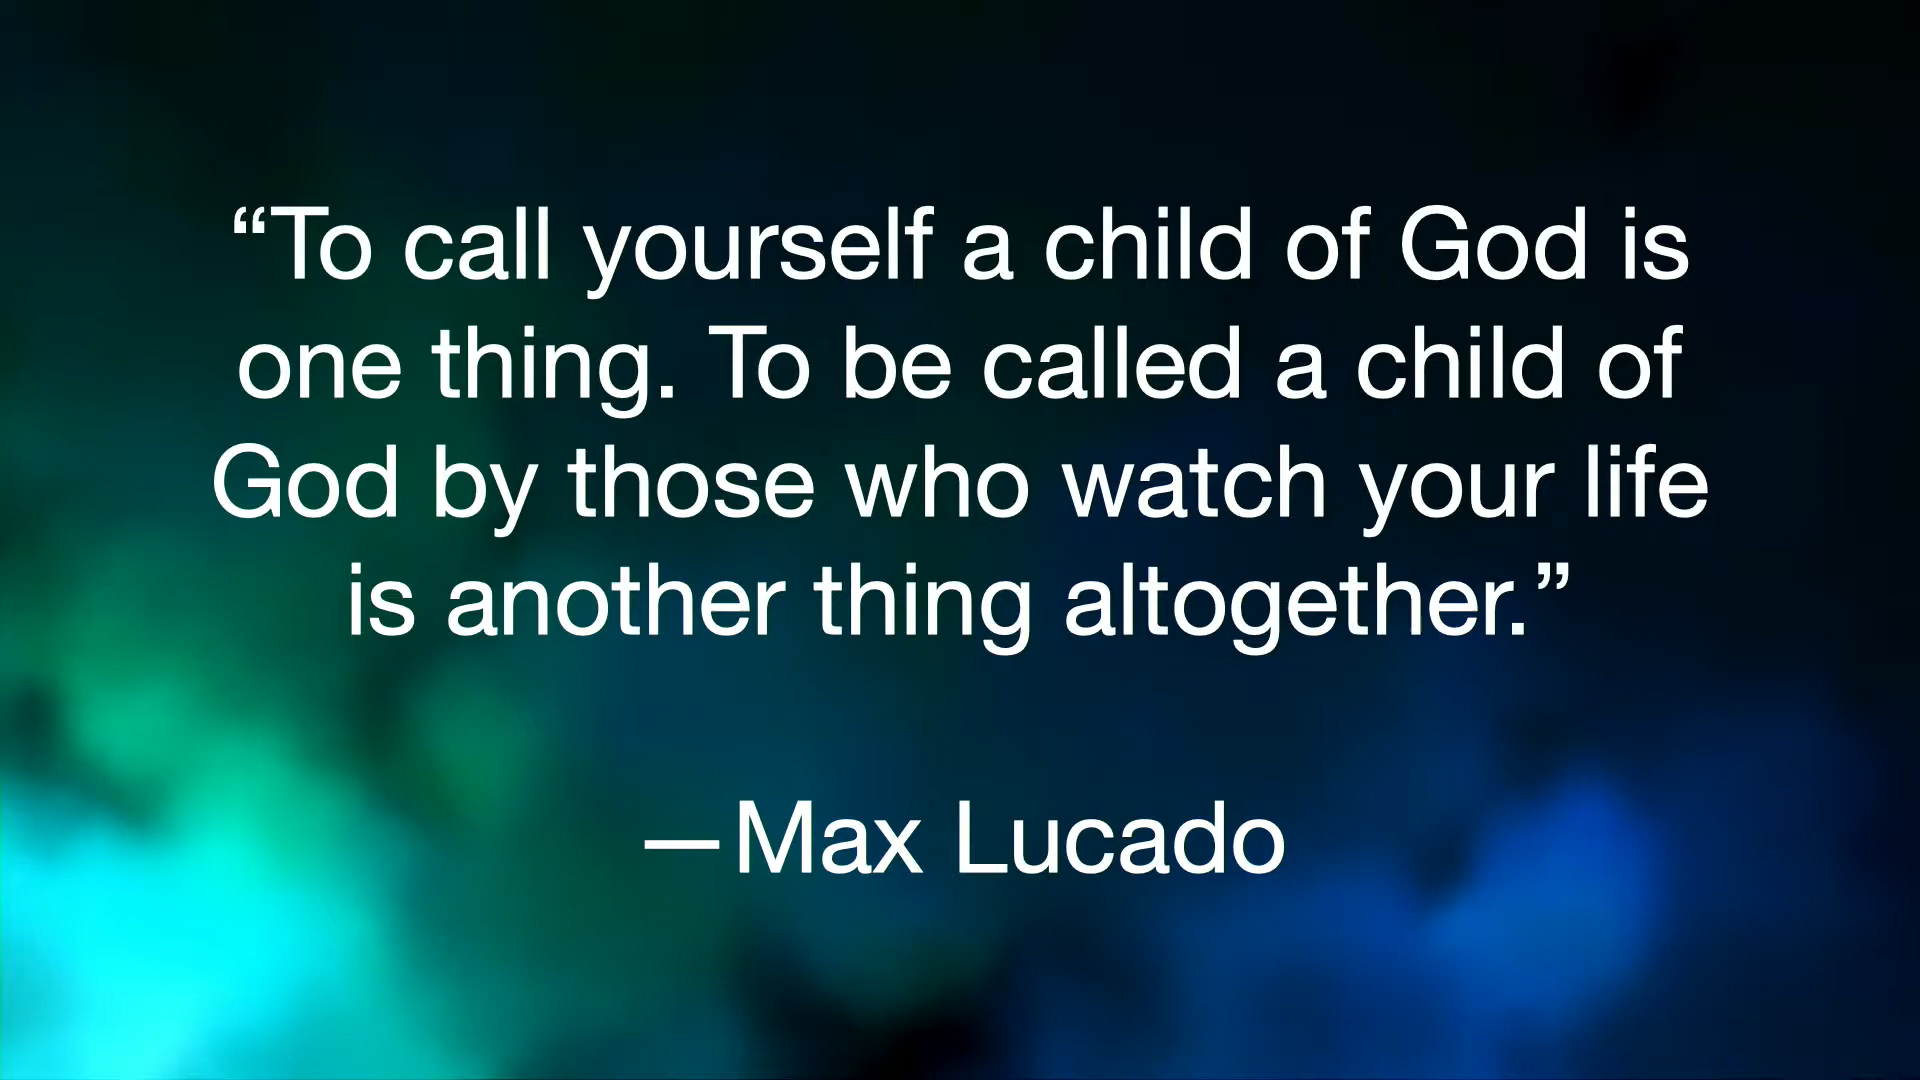 “To call yourself a child of God is
one thing. To be called a child of
God by those who watch your life
is another thing altogether.”
—Max Lucado